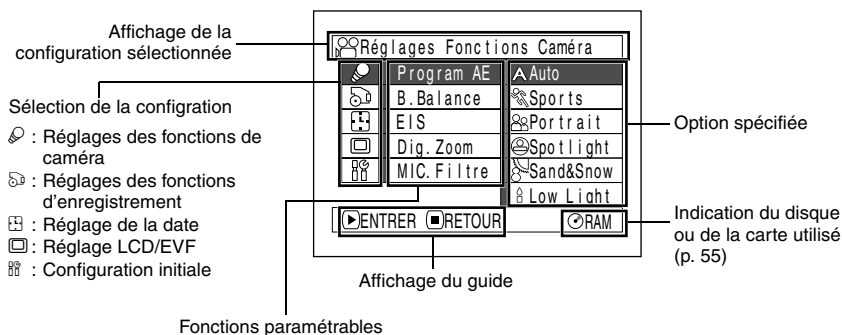 Affichage de la
configuration sélectionnée
Sélection de la configration
: Réglages des fonctions de
caméra
: Réglages des fonctions
d'enregistrement
: Réglage de la date
: Réglage LCD/EVF
: Configuration initiale
Réglages Fonctions Caméra
Program AE
B.Balance
EIS
Dig.Zoom
MIC.Filtre
Auto
Sports
Portrait
Spotlight
Sand&Snow
Low Light
ENTRER RETOUR
RAM
Option spécifiée
Indication du disque
ou de la carte utilisé
(p. 55)
Affichage du guide
Fonctions paramétrables